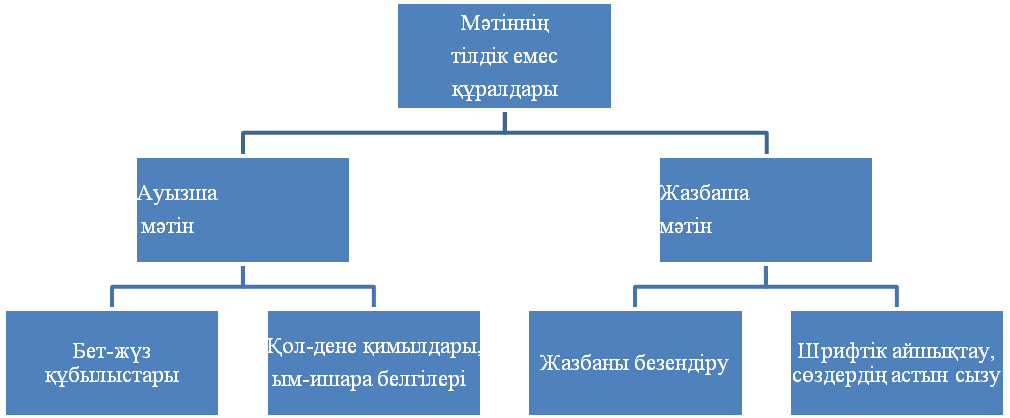 Мәтіннің
тілдік емес
құралдары
Ауызша
мәтін
Жазбаша
мәтін
Бет-жүз
құбылыстары
Қол-дене қимылдары,
ым-ишара белгілері
Жазбаны безендіру
Шрифтік айшықтау,
сөздердің астын сызу